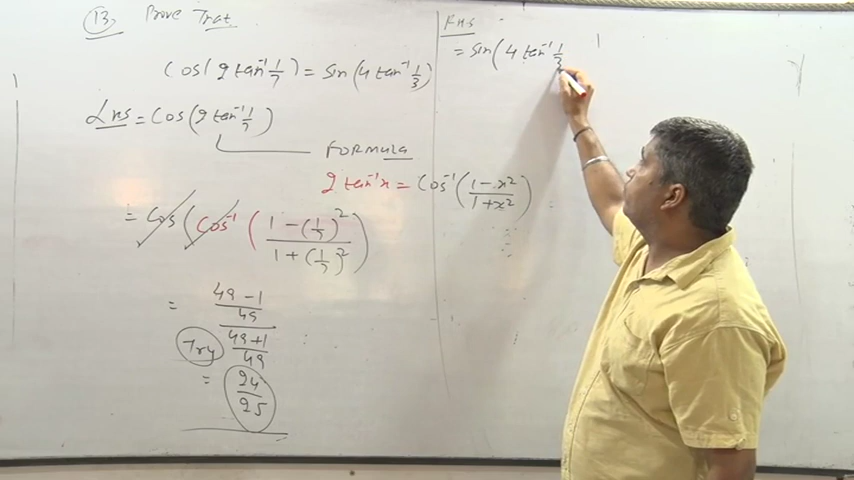 13, Prove That
Cos(2 tan⁻¹ 1/7) = Sin(4 tan⁻¹ 1/3)
LHS = Cos(2 tan⁻¹ 1/7)
FORMULA
2 tan⁻¹x = Cos⁻¹((1-x²)/(1+x²))
= Cos(Cos⁻¹((1-(1/7)²)/(1+(1/7)²))
= ((49-1)/49)/((49+1)/49)
Try
= 24/25
RHS
= Sin(4 tan⁻¹ 1/3